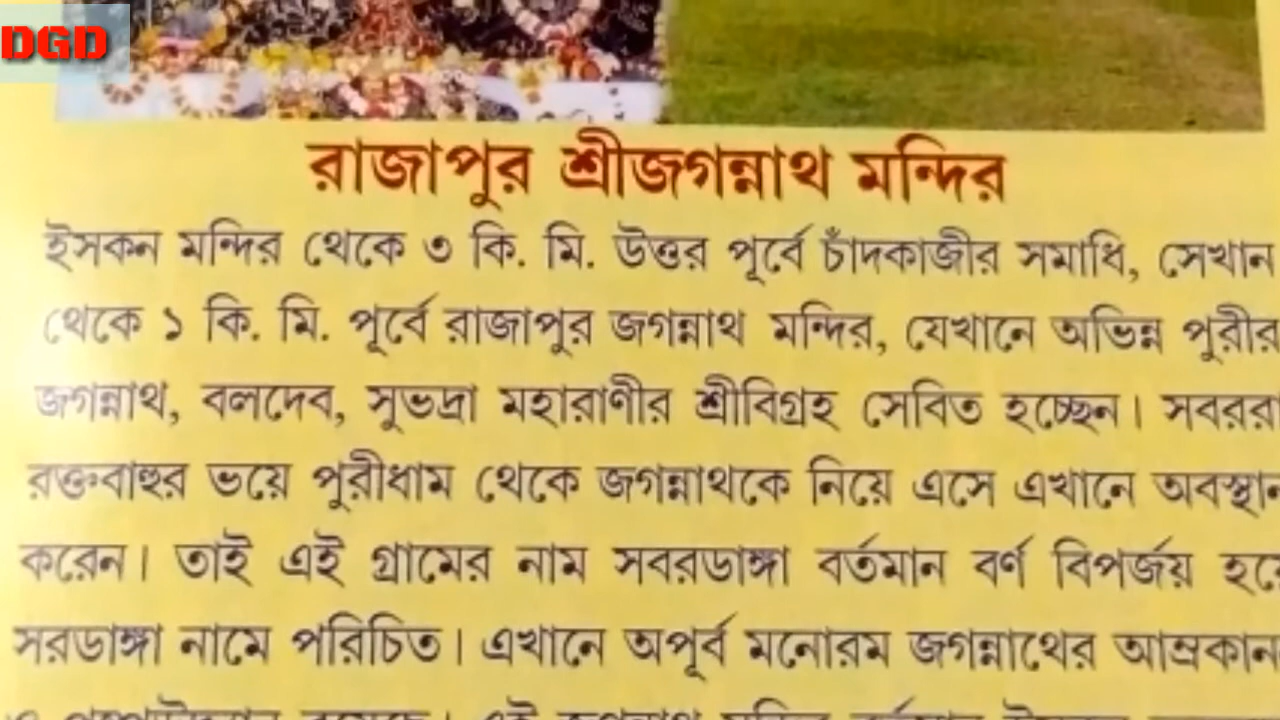 DGD
রাজাপুর শ্রীজগন্নাথ মন্দির
ইসকন মন্দির থেকে ৩ কি. মি. উত্তর পূর্বে চাঁদকাজীর সমাধি, সেখান
থেকে ১ কি. মি. পূর্বে রাজাপুর জগন্নাথ মন্দির, যেখানে অভিন্ন পুরীর
জগন্নাথ, বলদেব, সুভদ্রা মহারাণীর শ্রীবিগ্রহ সেবিত হচ্ছেন। সবররা
রক্তবাহুর ভয়ে পুরীধাম থেকে জগন্নাথকে নিয়ে এসে এখানে অবস্থান
করেন। তাই এই গ্রামের নাম সবরডাঙ্গা বর্তমান বর্ণ বিপর্জয় হয়ে
সরডাঙ্গা নামে পরিচিত। এখানে অপূর্ব মনোরম জগন্নাথের আম্রকান